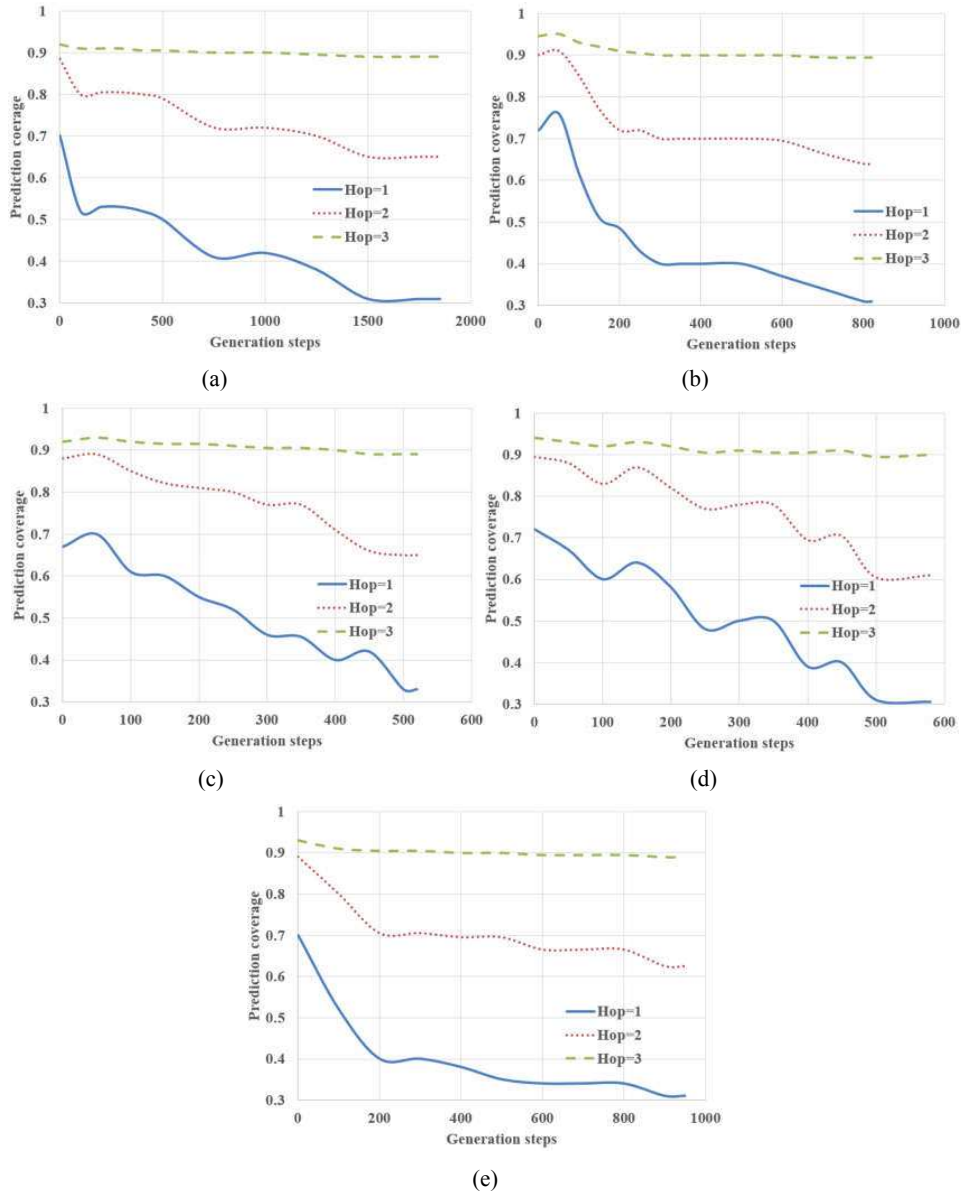 1
0.9
0.8
0.7
0.6
0.5
0.4
0.3
Prediction coerage
Hop=1
Hop=2
Hop=3
0 500 1000 1500 2000
Generation steps
(a)
1
0.9
0.8
0.7
0.6
0.5
0.4
0.3
Prediction coverage
Hop=1
Hop=2
Hop=3
0 200 400 600 800 1000
Generation steps
(b)
1
0.9
0.8
0.7
0.6
0.5
0.4
0.3
Prediction coverage
Hop=1
Hop=2
Hop=3
0 100 200 300 400 500 600
Generation steps
(c)
1
0.9
0.8
0.7
0.6
0.5
0.4
0.3
Prediction coverage
Hop=1
Hop=2
Hop=3
0 100 200 300 400 500 600
Generation steps
(d)
1
0.9
0.8
0.7
0.6
0.5
0.4
0.3
Prediction coverage
Hop=1
Hop=2
Hop=3
0 200 400 600 800 1000
Generation steps
(e)